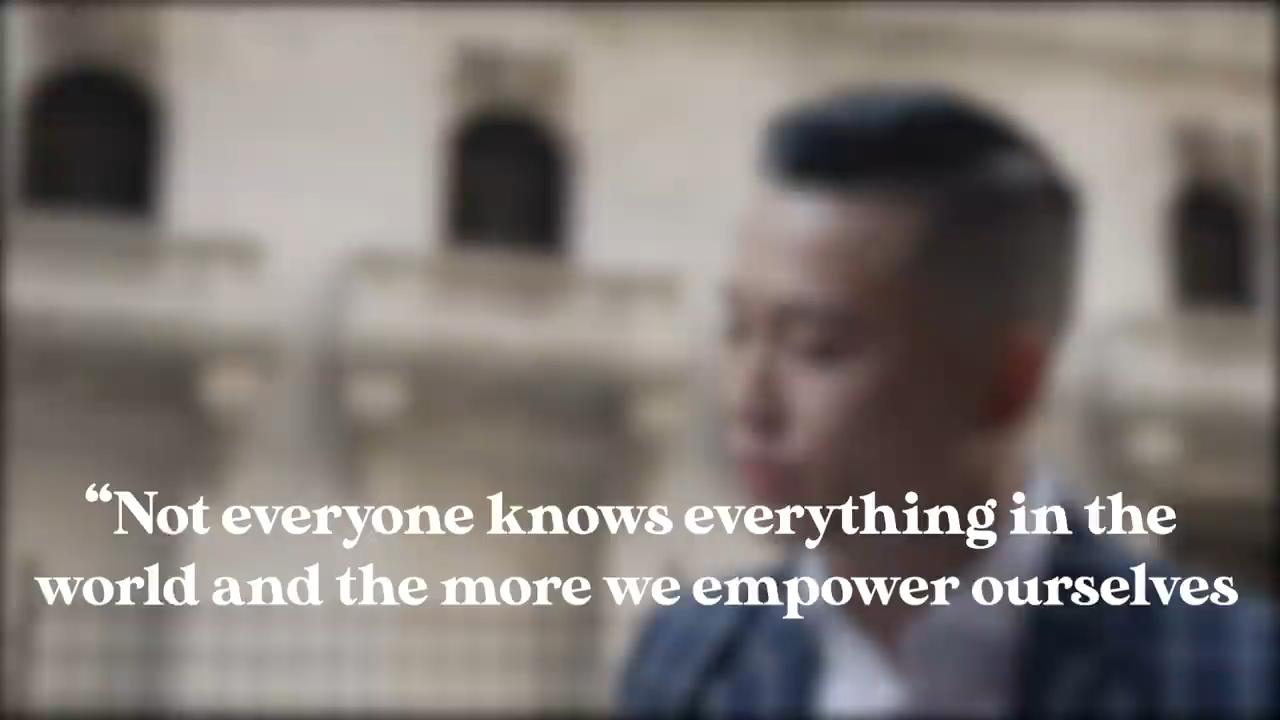 “Not everyone knows everything in the
world and the more we empower ourselves